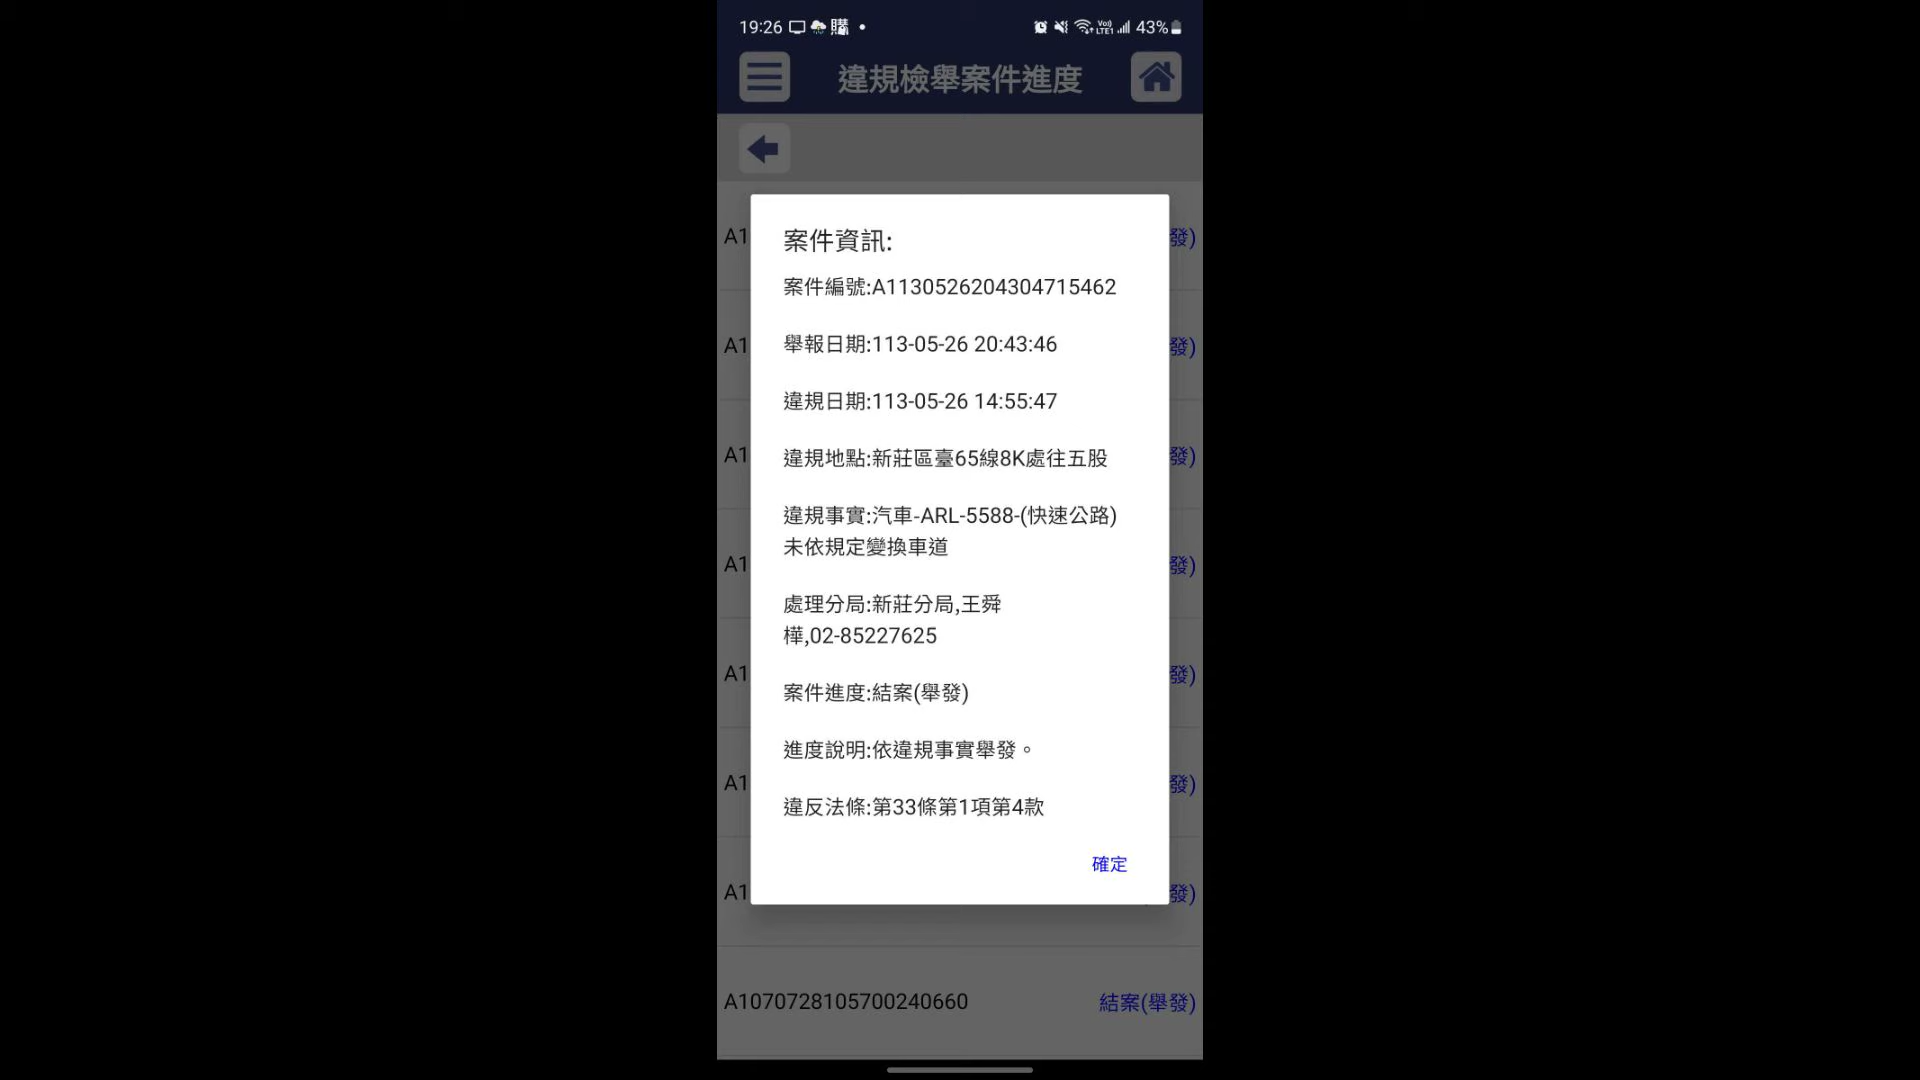 19:26 購 Vo) LTE1 43%
違規檢舉案件進度
案件資訊:
A1 發)
案件編號:A1130526204304715462
舉報日期:113-05-26 20:43:46
A1 發)
違規日期:113-05-26 14:55:47
A1 發)
違規地點:新莊區臺65線8K處往五股
違規事實:汽車-ARL-5588-(快速公路)
未依規定變換車道
A1 發)
處理分局:新莊分局,王舜
樺,02-85227625
A1 發)
案件進度:結案(舉發)
進度說明:依違規事實舉發。
A1 發)
違反法條:第33條第1項第4款
確定
A1 發)
A1070728105700240660 結案(舉發)